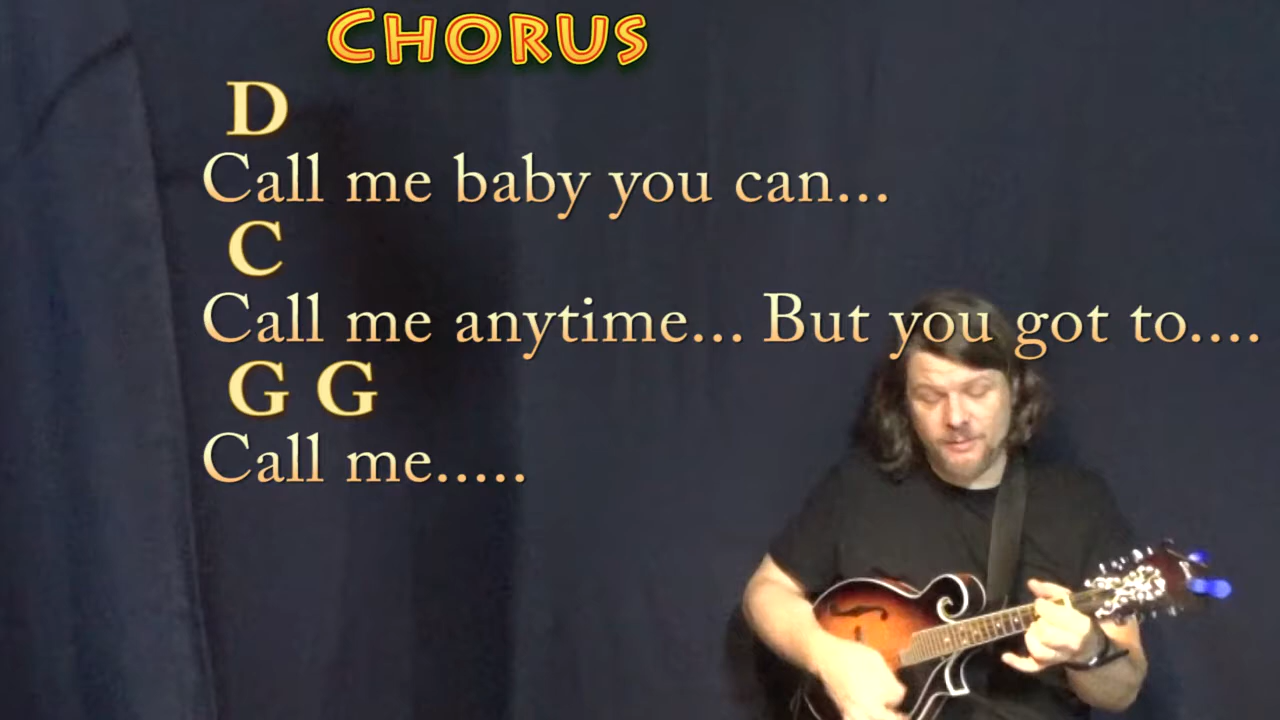 CHORUS
D
Call me baby you can...
C
Call me anytime... But you got to....
G G
Call me.....